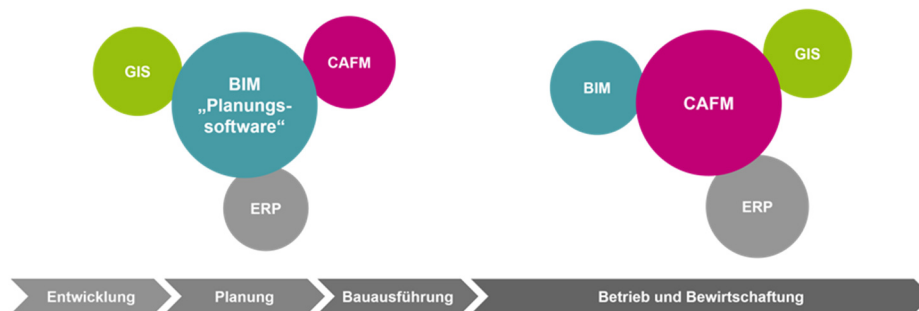 GIS
BIM
„Planungs-
software“
CAFM
ERP
BIM
CAFM
GIS
ERP
Entwicklung
Planung
Bauausführung
Betrieb und Bewirtschaftung